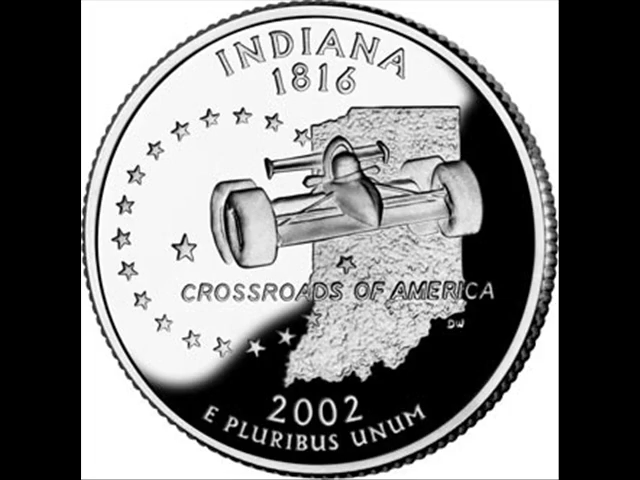 INDIANA
1816
CROSSROADS OF AMERICA
DW
2002
E PLURIBUS UNUM